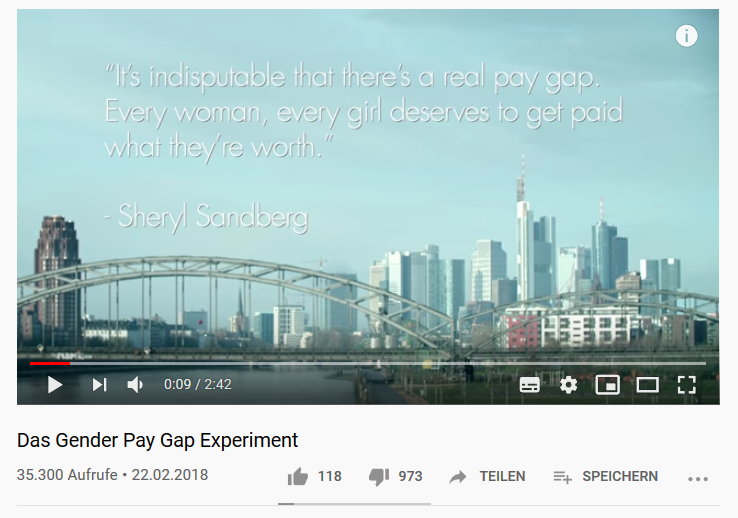 "It's indisputable that there's a real pay gap.
Every woman, every girl deserves to get paid
what they're worth."
- Sheryl Sandberg
0:09 / 2:42
Das Gender Pay Gap Experiment
35.300 Aufrufe • 22.02.2018
118
973
TEILEN
SPEICHERN